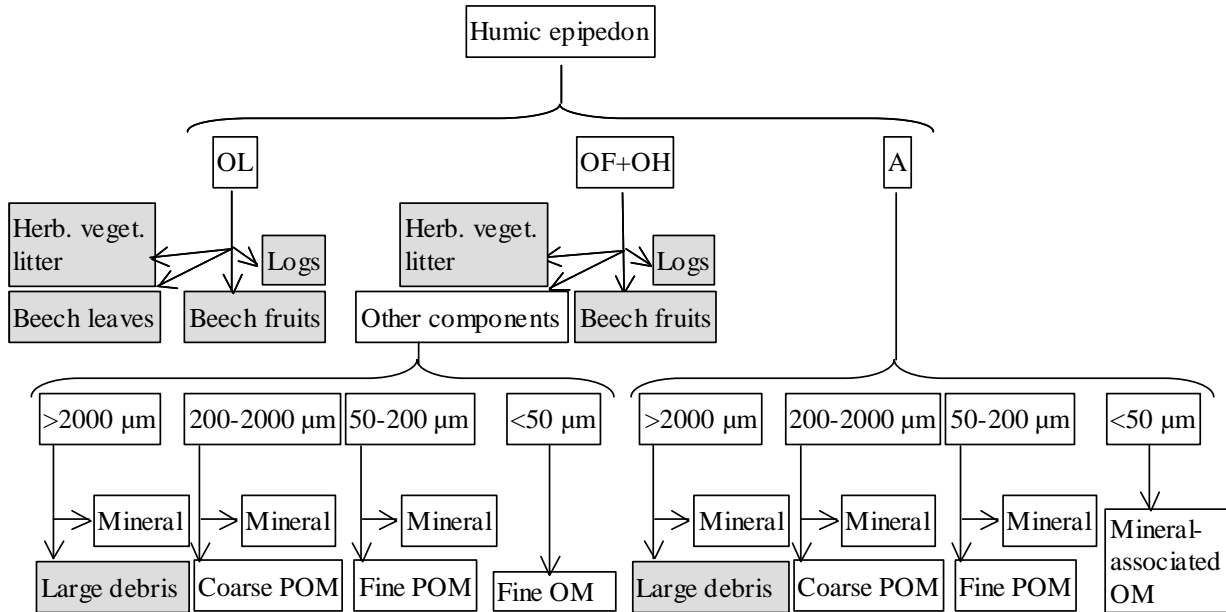 Humic epipedon
OL
OF+OH
A
Herb. veget.
litter
Logs
Beech leaves
Beech fruits
Herb. veget.
litter
Logs
Other components
Beech fruits
>2000 µm
200-2000 µm
50-200 µm
<50 µm
>2000 µm
200-2000 µm
50-200 µm
<50 µm
Mineral
Mineral
Mineral
Mineral
Mineral
Mineral
Large debris
Coarse POM
Fine POM
Fine OM
Large debris
Coarse POM
Fine POM
Mineral-
associated
OM